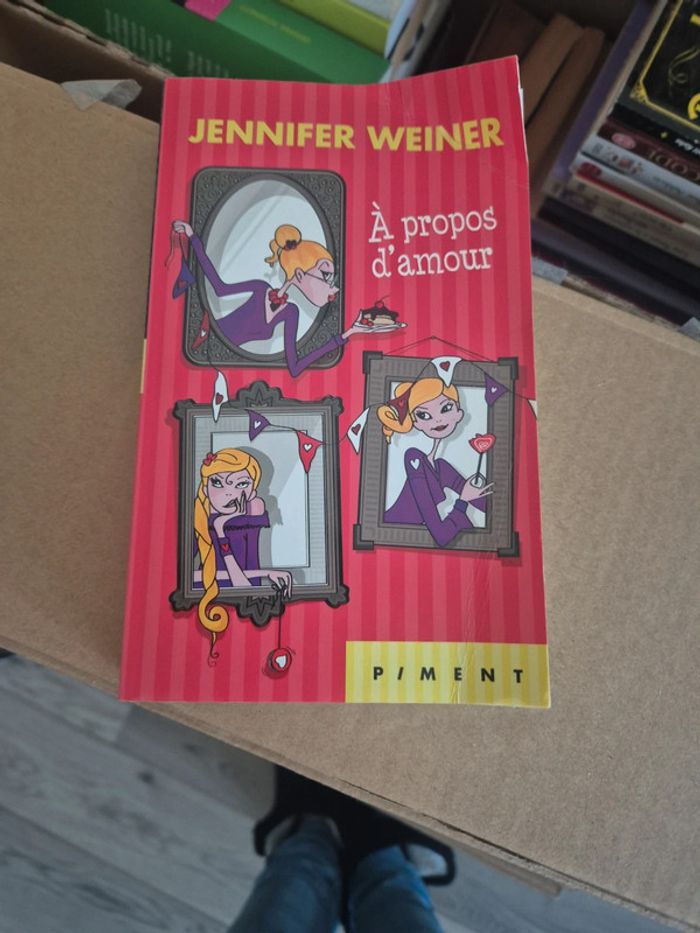 JENNIFER WEINER
À propos
d'amour
PIMENT